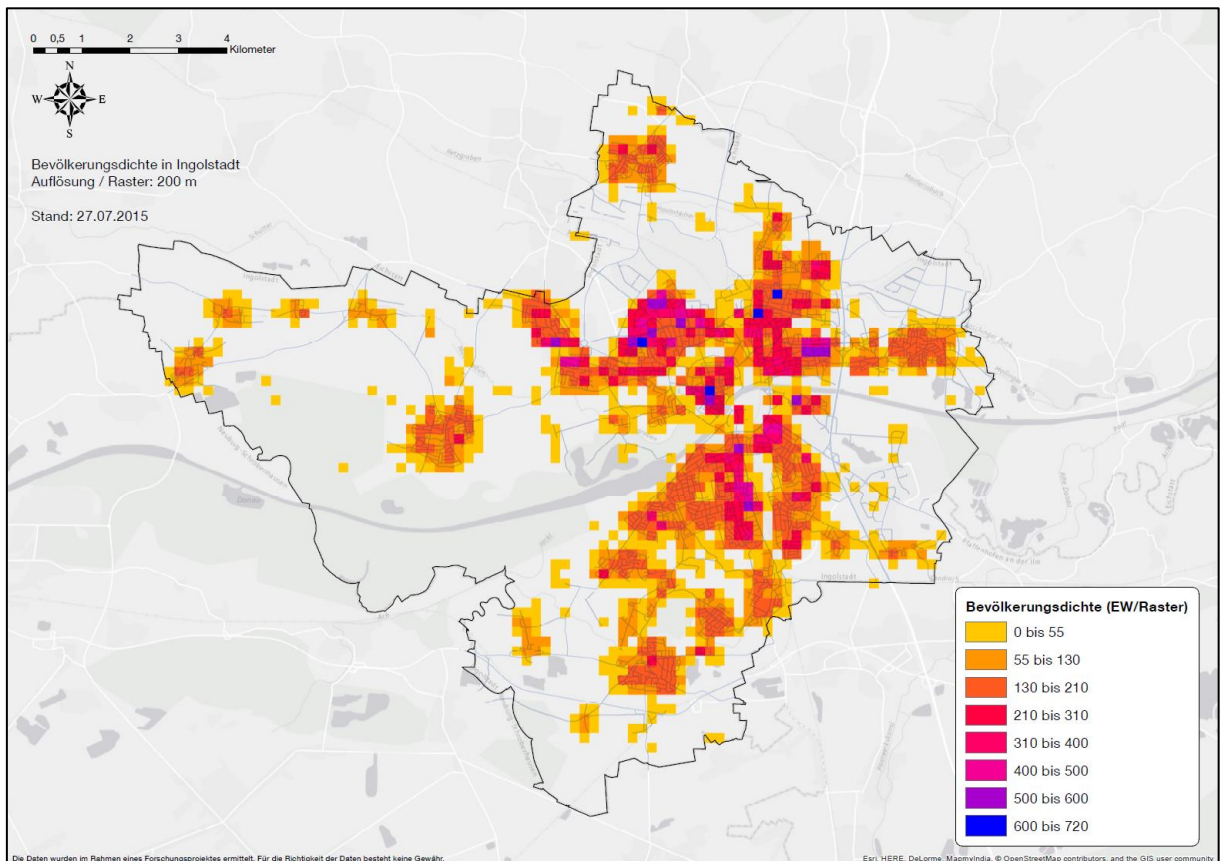 0 0,5 1 2 3 4
Kilometer
N
W E
S
Bevölkerungsdichte in Ingolstadt
Auflösung / Raster: 200 m
Stand: 27.07.2015
Ingolstadt
Ingolstadt
Donau
Ingolstadt
Bevölkerungsdichte (EW/Raster)
0 bis 55
55 bis 130
130 bis 210
210 bis 310
310 bis 400
400 bis 500
500 bis 600
600 bis 720
Die Daten wurden im Rahmen eines Forschungsprojektes ermittelt. Für die Richtigkeit der Daten besteht keine Gewähr.
Esri, HERE, DeLorme, MapmyIndia, © OpenStreetMap contributors, and the GIS user community